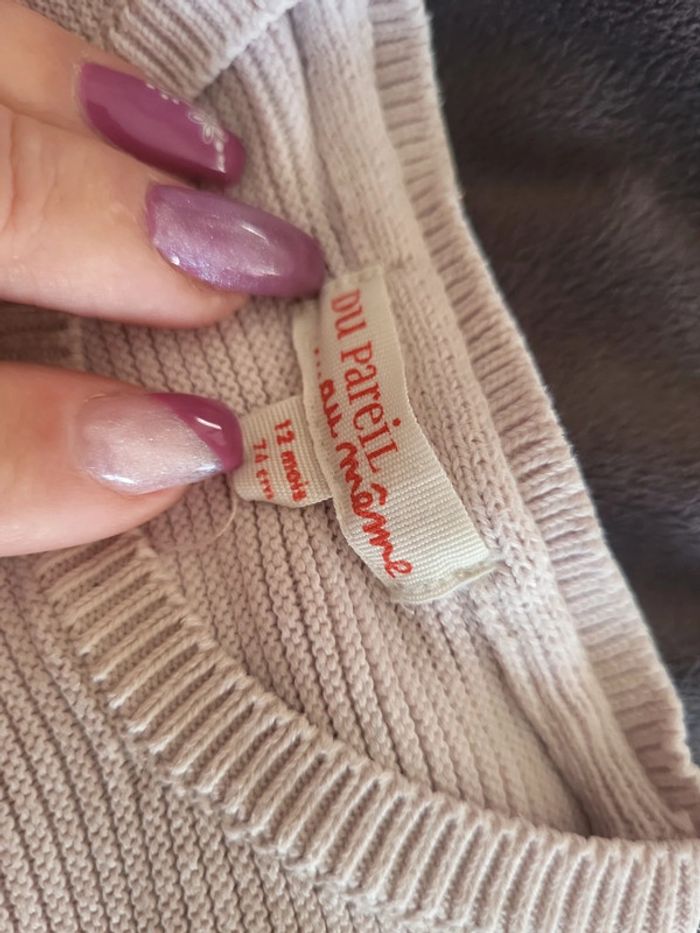 DU PaReiL
...au même
12 mois
74 cm